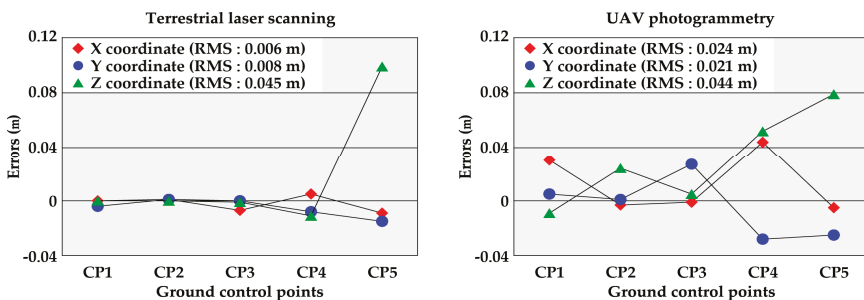 Terrestrial laser scanning
0.12
0.08
0.04
0
-0.04
Errors (m)
X coordinate (RMS : 0.006 m)
Y coordinate (RMS : 0.008 m)
Z coordinate (RMS : 0.045 m)
CP1 CP2 CP3 CP4 CP5
Ground control points
UAV photogrammetry
0.12
0.08
0.04
0
-0.04
Errors (m)
X coordinate (RMS : 0.024 m)
Y coordinate (RMS : 0.021 m)
Z coordinate (RMS : 0.044 m)
CP1 CP2 CP3 CP4 CP5
Ground control points